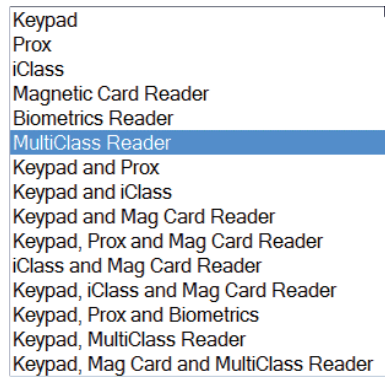 Keypad
Prox
iClass
Magnetic Card Reader
Biometrics Reader
MultiClass Reader
Keypad and Prox
Keypad and iClass
Keypad and Mag Card Reader
Keypad, Prox and Mag Card Reader
iClass and Mag Card Reader
Keypad, iClass and Mag Card Reader
Keypad, Prox and Biometrics
Keypad, MultiClass Reader
Keypad, Mag Card and MultiClass Reader